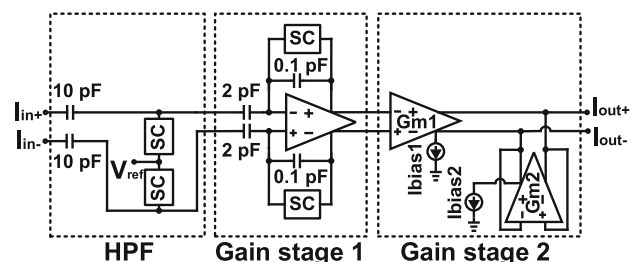 SC
10 pF
0.1 pF
2 pF
Iin+
SC
− +
+ −
− +
+ −
Gm1
Iout+
Iin-
10 pF
Vref
SC
2 pF
0.1 pF
SC
Ibias1
Ibias2
Gm2
+ −
− +
Iout-
HPF
Gain stage 1
Gain stage 2